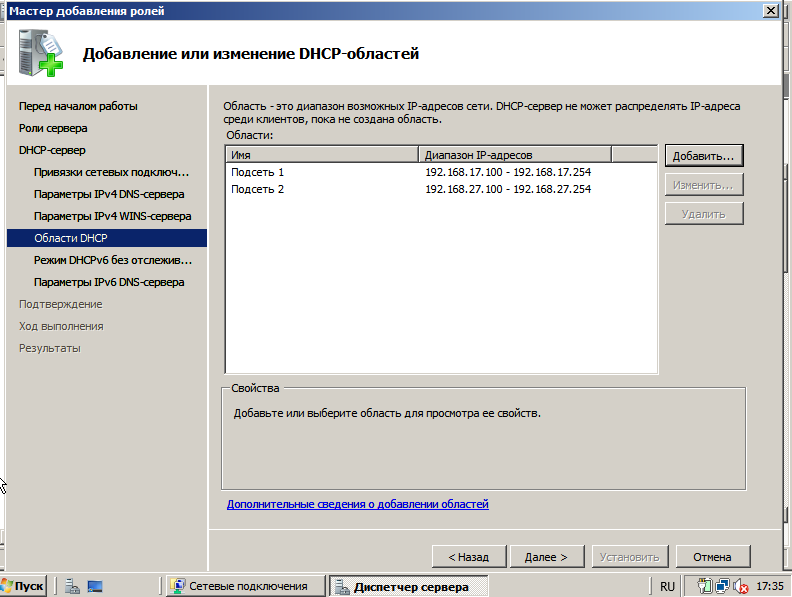 Мастер добавления ролей
Добавление или изменение DHCP-областей
Перед началом работы
Роли сервера
DHCP-сервер
Привязки сетевых подключ...
Параметры IPv4 DNS-сервера
Параметры IPv4 WINS-сервера
Области DHCP
Режим DHCPv6 без отслежив...
Параметры IPv6 DNS-сервера
Подтверждение
Ход выполнения
Результаты
Область - это диапазон возможных IP-адресов сети. DHCP-сервер не может распределять IP-адреса
среди клиентов, пока не создана область.
Области:
Имя Диапазон IP-адресов
Подсеть 1 192.168.17.100 - 192.168.17.254
Подсеть 2 192.168.27.100 - 192.168.27.254
Добавить...
Изменить...
Удалить
Свойства
Добавьте или выберите область для просмотра ее свойств.
Дополнительные сведения о добавлении областей
< Назад Далее > Установить Отмена
Пуск Сетевые подключения Диспетчер сервера RU 17:35